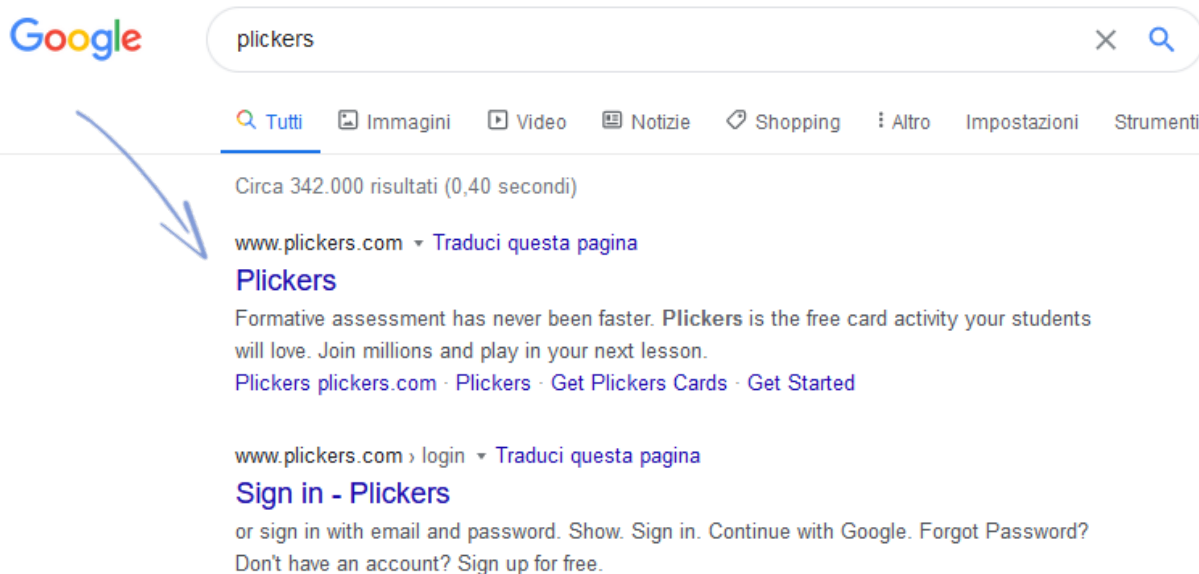 Google
plickers
Tutti Immagini Video Notizie Shopping Altro Impostazioni Strumenti
Circa 342.000 risultati (0,40 secondi)
www.plickers.com Traduci questa pagina
Plickers
Formative assessment has never been faster. Plickers is the free card activity your students
will love. Join millions and play in your next lesson.
Plickers plickers.com · Plickers · Get Plickers Cards · Get Started
www.plickers.com › login Traduci questa pagina
Sign in - Plickers
or sign in with email and password. Show. Sign in. Continue with Google. Forgot Password?
Don't have an account? Sign up for free.